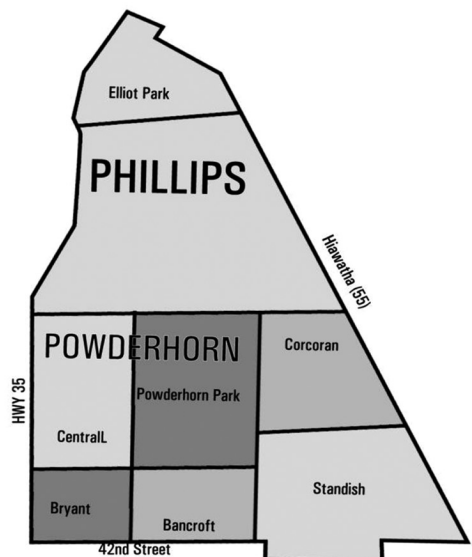 Elliot Park
PHILLIPS
Hiawatha (55)
POWDERHORN
Corcoran
Powderhorn Park
HWY 35
CentralL
Standish
Bryant
Bancroft
42nd Street